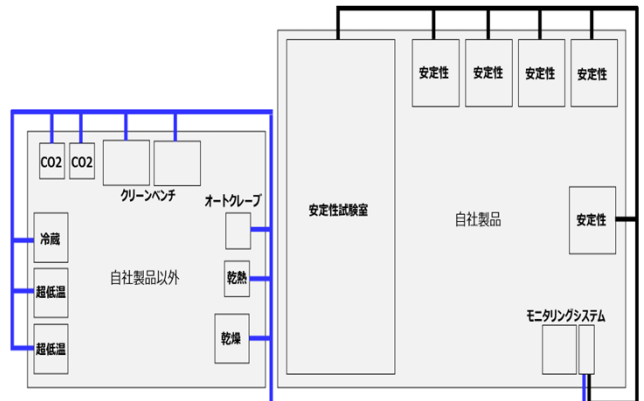 安定性
安定性
安定性
安定性
CO2
CO2
クリーンベンチ
オートクレーブ
安定性試験室
自社製品
安定性
冷蔵
自社製品以外
乾熱
超低温
モニタリングシステム
乾燥
超低温